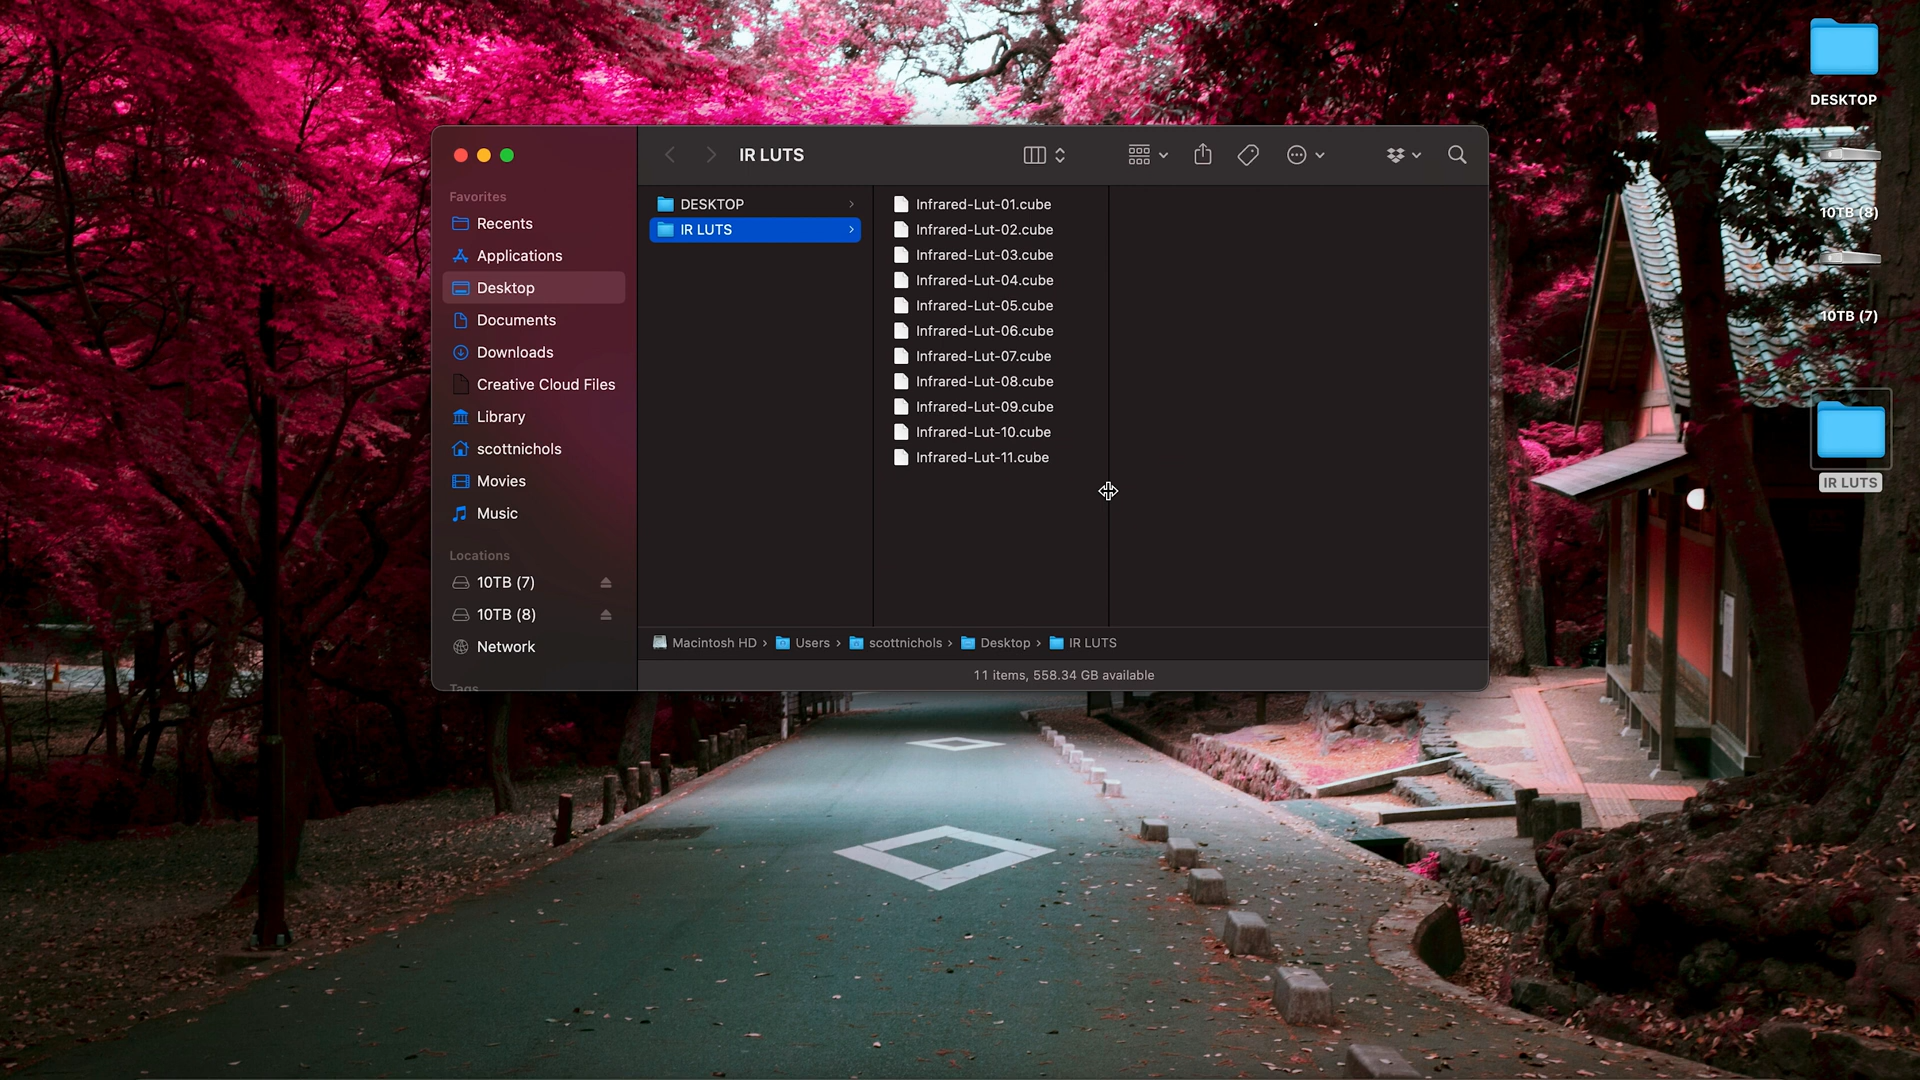 DESKTOP
10TB (8)
10TB (7)
IR LUTS
IR LUTS
Favorites
Recents
Applications
Desktop
Documents
Downloads
Creative Cloud Files
Library
scottnichols
Movies
Music
Locations
10TB (7)
10TB (8)
Network
Tags
DESKTOP
IR LUTS
Infrared-Lut-01.cube
Infrared-Lut-02.cube
Infrared-Lut-03.cube
Infrared-Lut-04.cube
Infrared-Lut-05.cube
Infrared-Lut-06.cube
Infrared-Lut-07.cube
Infrared-Lut-08.cube
Infrared-Lut-09.cube
Infrared-Lut-10.cube
Infrared-Lut-11.cube
Macintosh HD › Users › scottnichols › Desktop › IR LUTS
11 items, 558.34 GB available